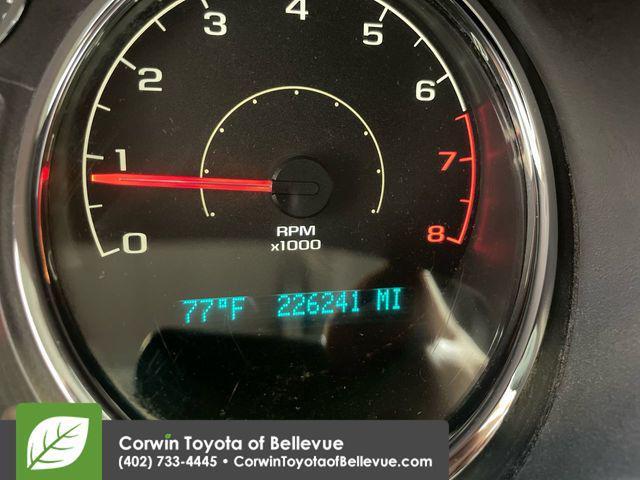 4
3
5
2
6
1
7
0
8
RPM
x1000
77°F 226241 MI
Corwin Toyota of Bellevue
(402) 733-4445 • CorwinToyotaofBellevue.com